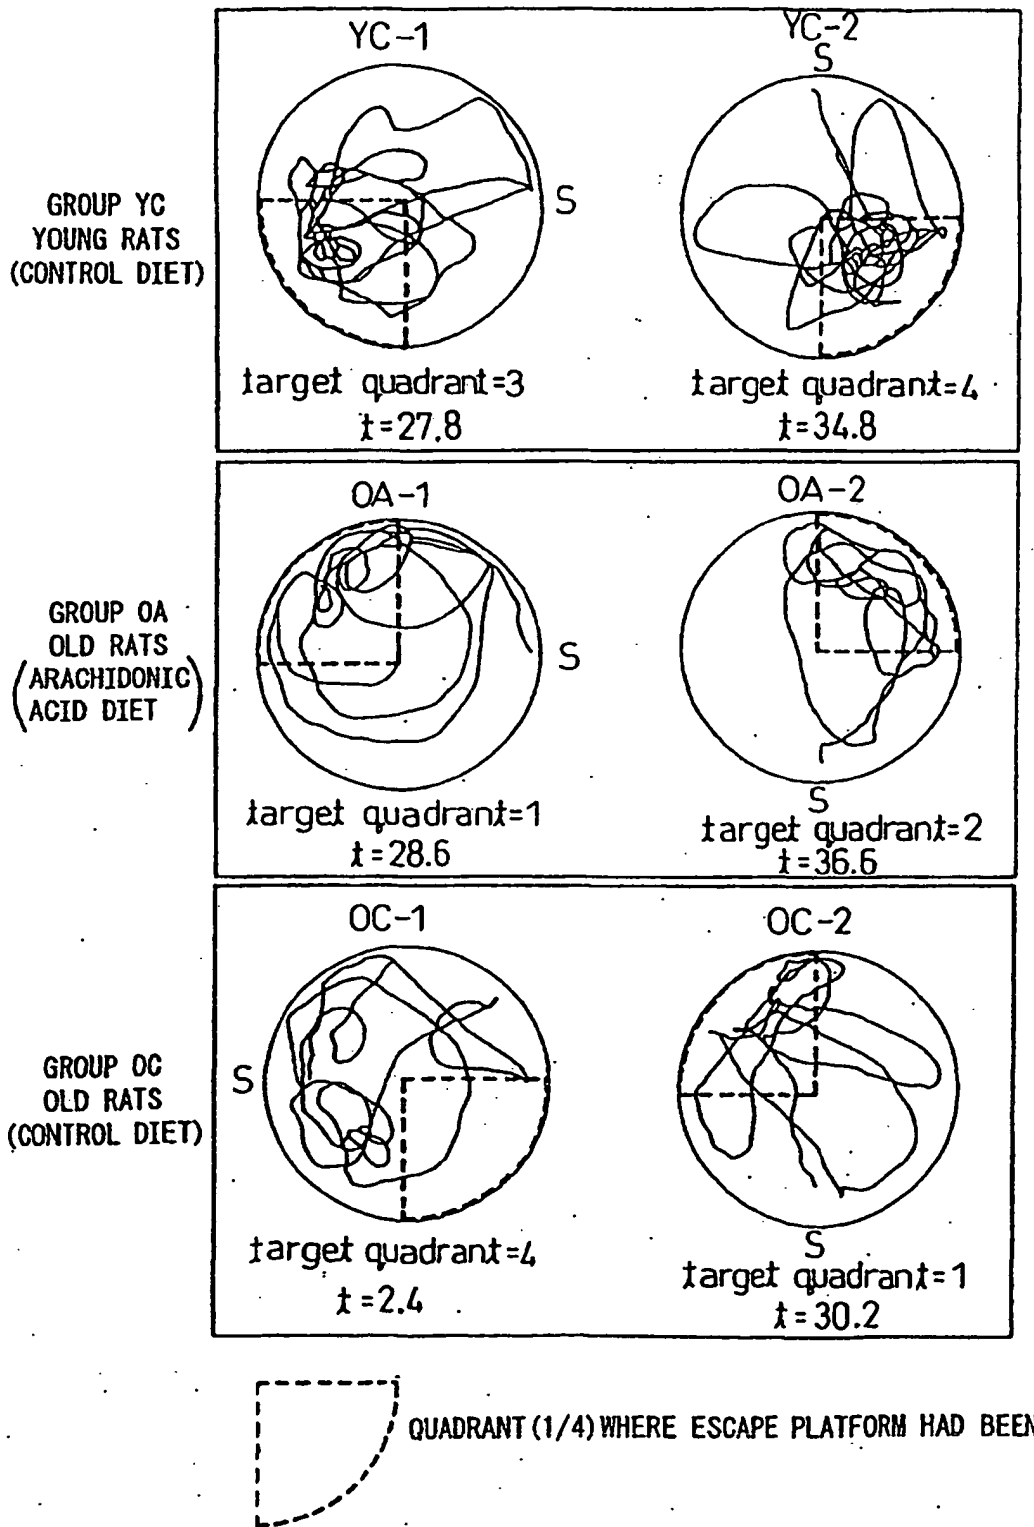 YC-1
YC-2
S
S
GROUP YC
YOUNG RATS
(CONTROL DIET)
target quadrant=3
t=27.8
target quadrant=4
t=34.8
OA-1
OA-2
GROUP OA
OLD RATS
(ARACHIDONIC
ACID DIET)
S
S
target quadrant=1
t=28.6
target quadrant=2
t=36.6
OC-1
OC-2
GROUP OC
OLD RATS
(CONTROL DIET)
S
S
target quadrant=4
t=2.4
target quadrant=1
t=30.2
QUADRANT (1/4) WHERE ESCAPE PLATFORM HAD BEEN